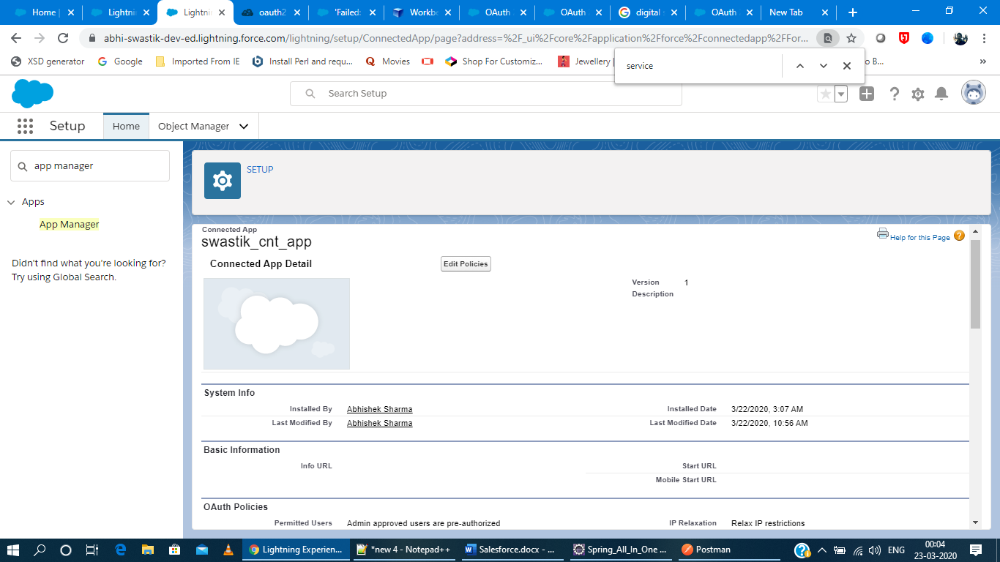 Home |
Lightnin
Lightnin
oauth2
'Failed:
Workbe
OAuth
OAuth
digital s
OAuth
New Tab
abhi-swastik-dev-ed.lightning.force.com/lightning/setup/ConnectedApp/page?address=%2F_ui%2Fcore%2Fapplication%2Fforce%2Fconnectedapp%2FFor...
XSD generator
Google
Imported From IE
Install Perl and requ...
Movies
Shop For Customiz...
Jewellery
o B...
»
service
Search Setup
Setup
Home
Object Manager
app manager
Apps
App Manager
Didn't find what you're looking for?
Try using Global Search.
SETUP
Connected App
swastik_cnt_app
Help for this Page
Connected App Detail
Edit Policies
Version 1
Description
System Info
Installed By Abhishek Sharma Installed Date 3/22/2020, 3:07 AM
Last Modified By Abhishek Sharma Last Modified Date 3/22/2020, 10:56 AM
Basic Information
Info URL Start URL
Mobile Start URL
OAuth Policies
Permitted Users Admin approved users are pre-authorized IP Relaxation Relax IP restrictions
Lightning Experien...
*new 4 - Notepad++
Salesforce.docx - ...
Spring_All_In_One ...
Postman
ENG
00:04
23-03-2020